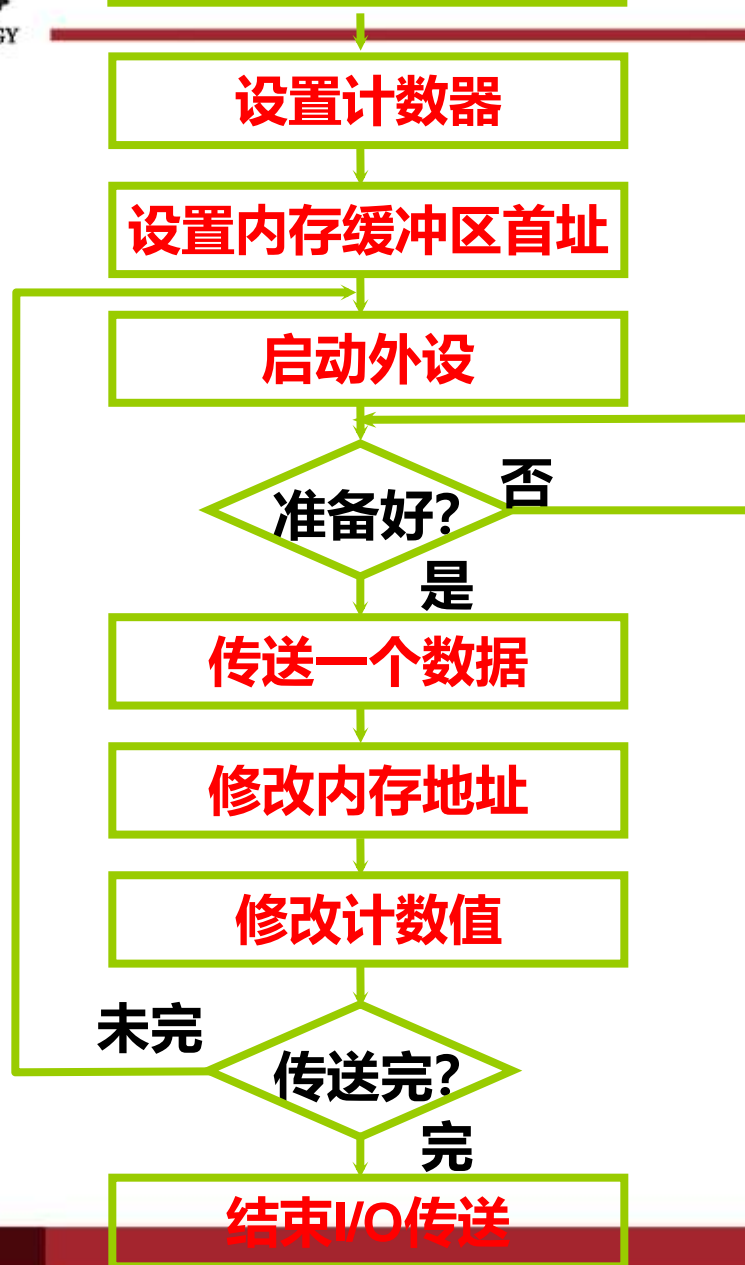 设置计数器
设置内存缓冲区首址
启动外设
准备好?
否
是
传送一个数据
修改内存地址
修改计数值
未完
传送完?
完
结束I/O传送